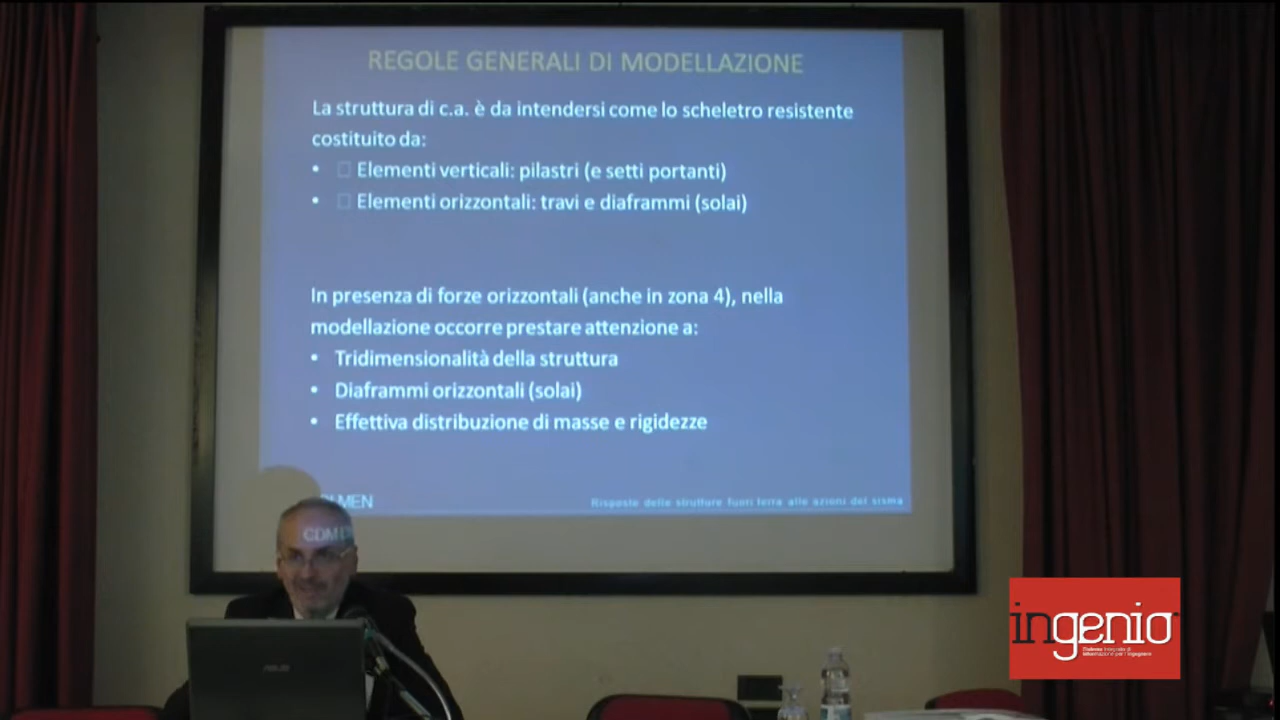 REGOLE GENERALI DI MODELLAZIONE
La struttura di c.a. è da intendersi come lo scheletro resistente
costituito da:
• Elementi verticali: pilastri (e setti portanti)
• Elementi orizzontali: travi e diaframmi (solai)
In presenza di forze orizzontali (anche in zona 4), nella
modellazione occorre prestare attenzione a:
• Tridimensionalità della struttura
• Diaframmi orizzontali (solai)
• Effettiva distribuzione di masse e rigidezze
Risposte delle strutture fuori terra alle azioni del sisma
ASUS
ingenio